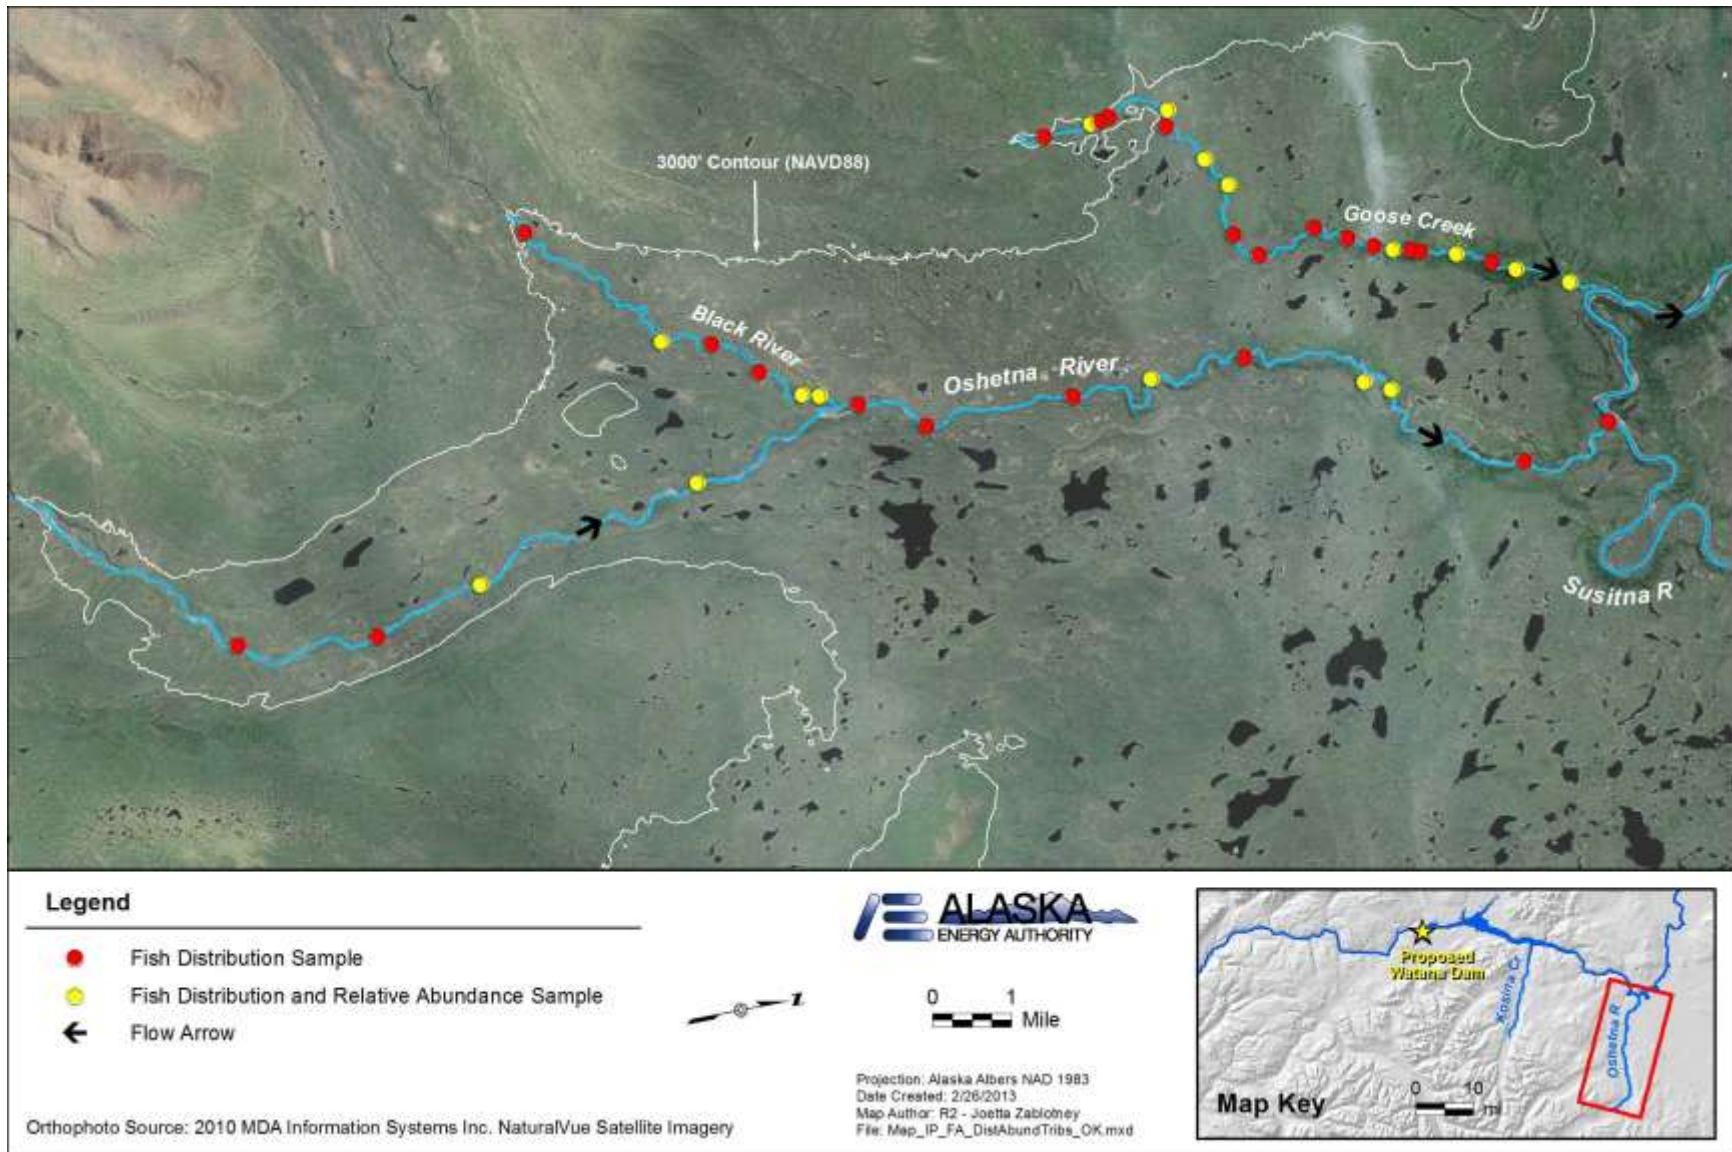 3000' Contour (NAVD88)
Goose Creek
Black River
Oshetna River
Susitna R
Legend
Fish Distribution Sample
Fish Distribution and Relative Abundance Sample
Flow Arrow
Orthophoto Source: 2010 MDA Information Systems Inc. NaturalVue Satellite Imagery
ALASKA
ENERGY AUTHORITY
Z
0 1
Mile
Projection: Alaska Albers NAD 1983
Date Created: 2/26/2013
Map Author: R2 - Joetta Zablotney
File: Map_IP_FA_DistAbundTribs_OK.mxd
Proposed
Watana Dam
Kosina Cr
Oshetna R
0 10
mi
Map Key